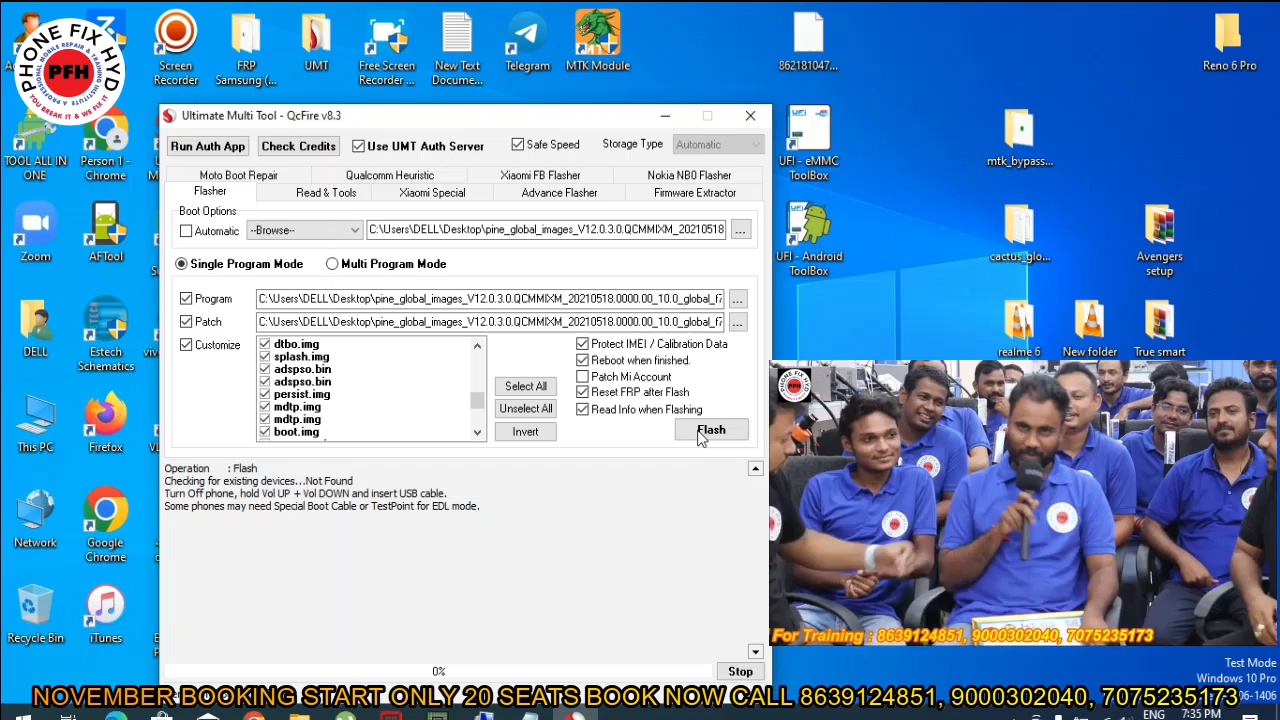 PHONE FIX HYD
A PROFESSIONAL MOBILE REPAIR & TRAINING INSTITUTE
PFH
YOU BREAK IT & WE FIX IT
Screen Recorder
FRP Samsung (...
UMT
Free Screen Recorder ...
New Text Docume...
Telegram
MTK Module
862181047...
Reno 6 Pro
TOOL ALL IN ONE
Person 1 - Chrome
UFI - eMMC ToolBox
mtk_bypass...
Zoom
AFTool
UFI - Android ToolBox
cactus_glo...
Avengers setup
DELL
Estech Schematics
realme 6
New folder
True smart
This PC
Firefox
Network
Google Chrome
Recycle Bin
iTunes
Ultimate Multi Tool - QcFire v8.3
Run Auth App
Check Credits
Use UMT Auth Server
Safe Speed
Storage Type
Automatic
Moto Boot Repair
Qualcomm Heuristic
Xiaomi FB Flasher
Nokia NB0 Flasher
Flasher
Read & Tools
Xiaomi Special
Advance Flasher
Firmware Extractor
Boot Options
Automatic
--Browse--
C:\Users\DELL\Desktop\pine_global_images_V12.0.3.0.QCMMIXM_20210518
...
Single Program Mode
Multi Program Mode
Program
C:\Users\DELL\Desktop\pine_global_images_V12.0.3.0.QCMMIXM_20210518.0000.00_10.0_global_f7
...
Patch
C:\Users\DELL\Desktop\pine_global_images_V12.0.3.0.QCMMIXM_20210518.0000.00_10.0_global_f7
...
Customize
dtbo.img
splash.img
adspso.bin
adspso.bin
persist.img
mdtp.img
mdtp.img
boot.img
Select All
Unselect All
Invert
Protect IMEI / Calibration Data
Reboot when finished.
Patch Mi Account
Reset FRP after Flash
Read Info when Flashing
Flash
Operation : Flash
Checking for existing devices...Not Found
Turn Off phone, hold Vol UP + Vol DOWN and insert USB cable.
Some phones may need Special Boot Cable or TestPoint for EDL mode.
0%
Stop
For Training : 8639124851, 9000302040, 7075235173
Test Mode
Windows 10 Pro
NOVEMBER BOOKING START ONLY 20 SEATS BOOK NOW CALL 8639124851, 9000302040, 7075235173
ENG
7:35 PM